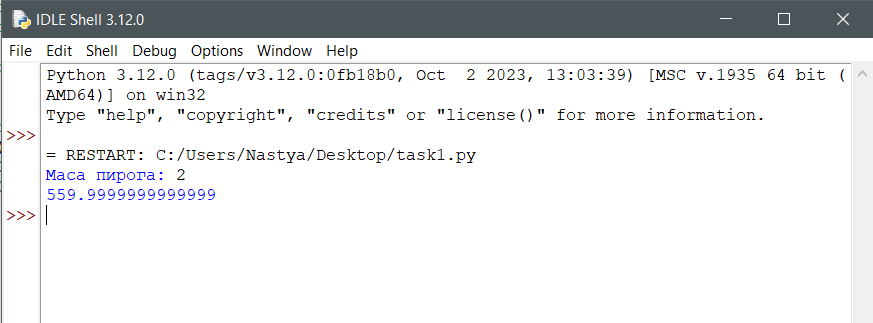 IDLE Shell 3.12.0
File Edit Shell Debug Options Window Help
Python 3.12.0 (tags/v3.12.0:0fb18b0, Oct  2 2023, 13:03:39) [MSC v.1935 64 bit (
AMD64)] on win32
Type "help", "copyright", "credits" or "license()" for more information.
>>>
= RESTART: C:/Users/Nastya/Desktop/task1.py
Маса пирога: 2
559.9999999999999
>>>